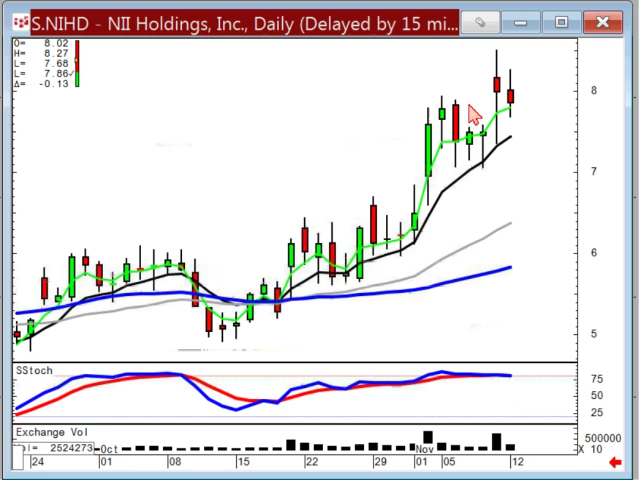 S.NIHD - NII Holdings, Inc., Daily (Delayed by 15 mi...
O= 8.02
H= 8.27
L= 7.68
L= 7.86✓
Δ= -0.13
8
7
6
5
SStoch
75
50
25
Exchange Vol
Vol= 2524273
500000
X 10
24 Oct 08 15 22 29 Nov 01 05 12